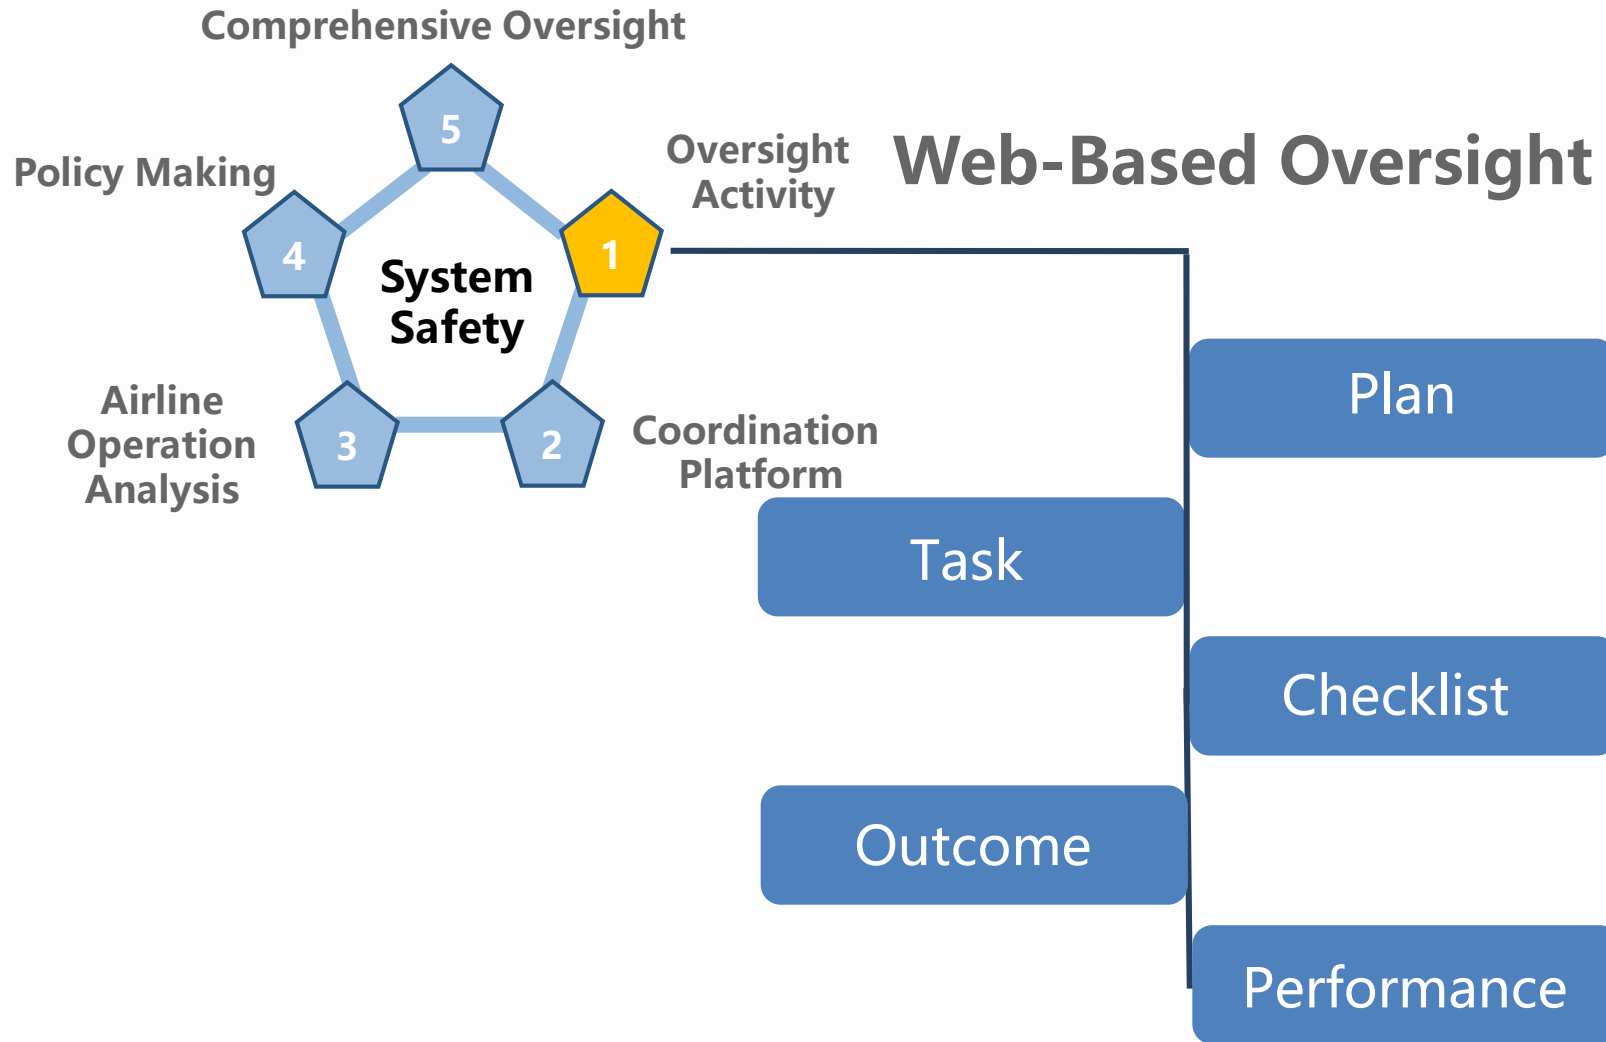 Comprehensive Oversight
5
Policy Making
4
Oversight
Activity
1
Web-Based Oversight
System
Safety
Airline
Operation
Analysis
3
2
Coordination
Platform
Plan
Task
Checklist
Outcome
Performance